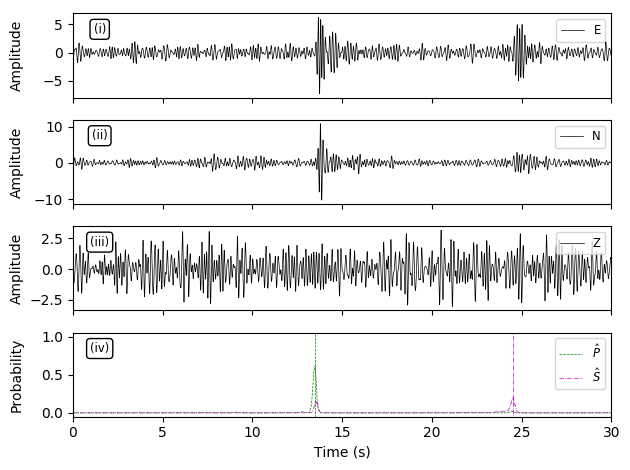 Amplitude
5
0
−5
(i)
E
Amplitude
10
0
−10
(ii)
N
Amplitude
2.5
0.0
−2.5
(iii)
Z
Probability
1.0
0.5
0.0
(iv)
P̂
Ŝ
0 5 10 15 20 25 30
Time (s)